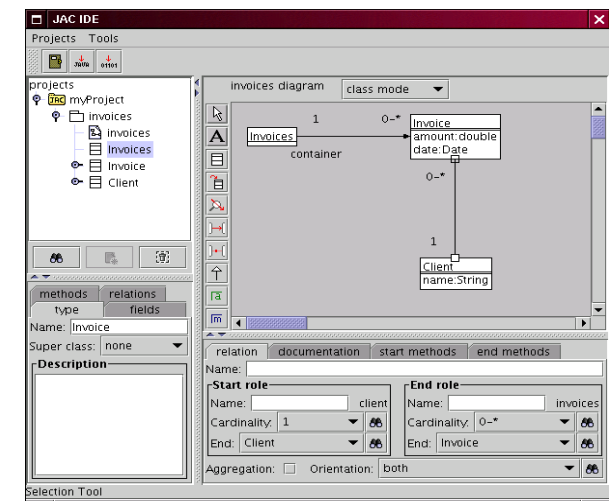 JAC IDE
Projects Tools
JAVA 01101
projects
JAC myProject
invoices
invoices
Invoices
Invoice
Client
methods relations
type fields
Name: Invoice
Super class: none
Description
invoices diagram class mode
A
a
m
1 0-* Invoice
Invoices amount:double
date:Date
container
0-*
1
Client
name:String
relation documentation start methods end methods
Name:
Start role End role
Name: client Name: invoices
Cardinality: 1 Cardinality: 0-*
End: Client End: Invoice
Aggregation: Orientation: both
Selection Tool